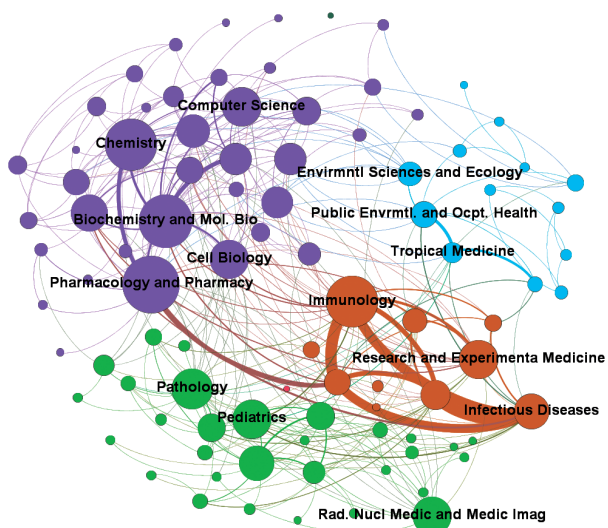 Computer Science
Chemistry
Envirmntl Sciences and Ecology
Biochemistry and Mol. Bio
Public Envrmtl. and Ocpt. Health
Tropical Medicine
Cell Biology
Pharmacology and Pharmacy
Immunology
Research and Experimenta Medicine
Pathology
Infectious Diseases
Pediatrics
Rad. Nucl Medic and Medic Imag